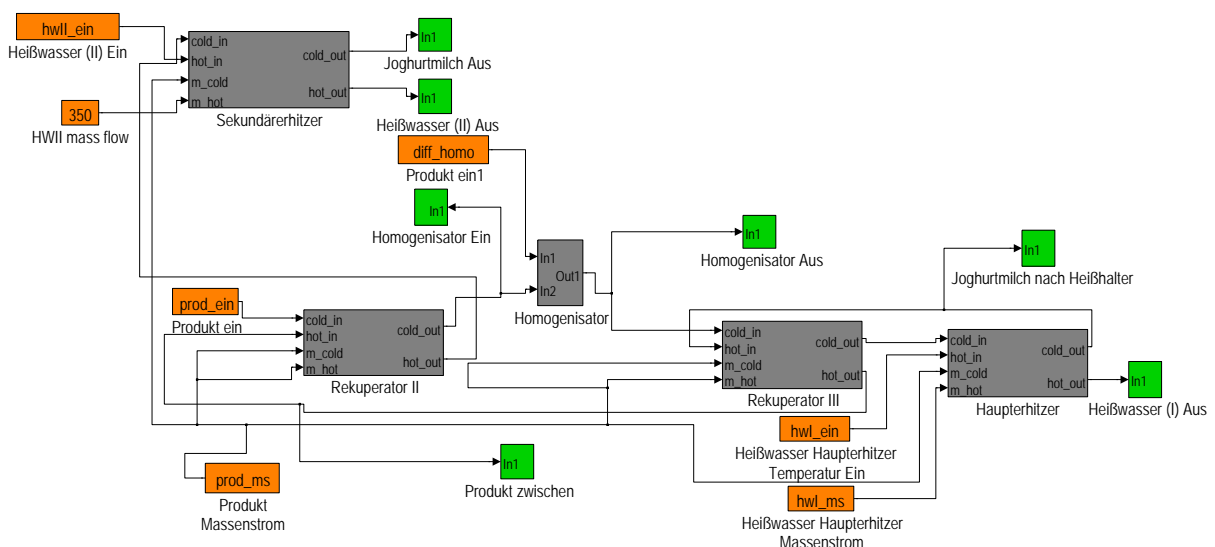 hwII_ein
Heißwasser (II) Ein
350
HWII mass flow
cold_in
hot_in
m_cold
m_hot
cold_out
hot_out
Sekundärerhitzer
In1
Joghurtmilch Aus
In1
Heißwasser (II) Aus
diff_homo
Produkt ein1
In1
Homogenisator Ein
In1
In2
Out1
Homogenisator
In1
Homogenisator Aus
In1
Joghurtmilch nach Heißhalter
prod_ein
Produkt ein
cold_in
hot_in
m_cold
m_hot
cold_out
hot_out
Rekuperator II
cold_in
hot_in
m_cold
m_hot
cold_out
hot_out
Rekuperator III
cold_in
hot_in
m_cold
m_hot
cold_out
hot_out
Haupterhitzer
In1
Heißwasser (I) Aus
hwI_ein
Heißwasser Haupterhitzer
Temperatur Ein
prod_ms
Produkt
Massenstrom
In1
Produkt zwischen
hwI_ms
Heißwasser Haupterhitzer
Massenstrom